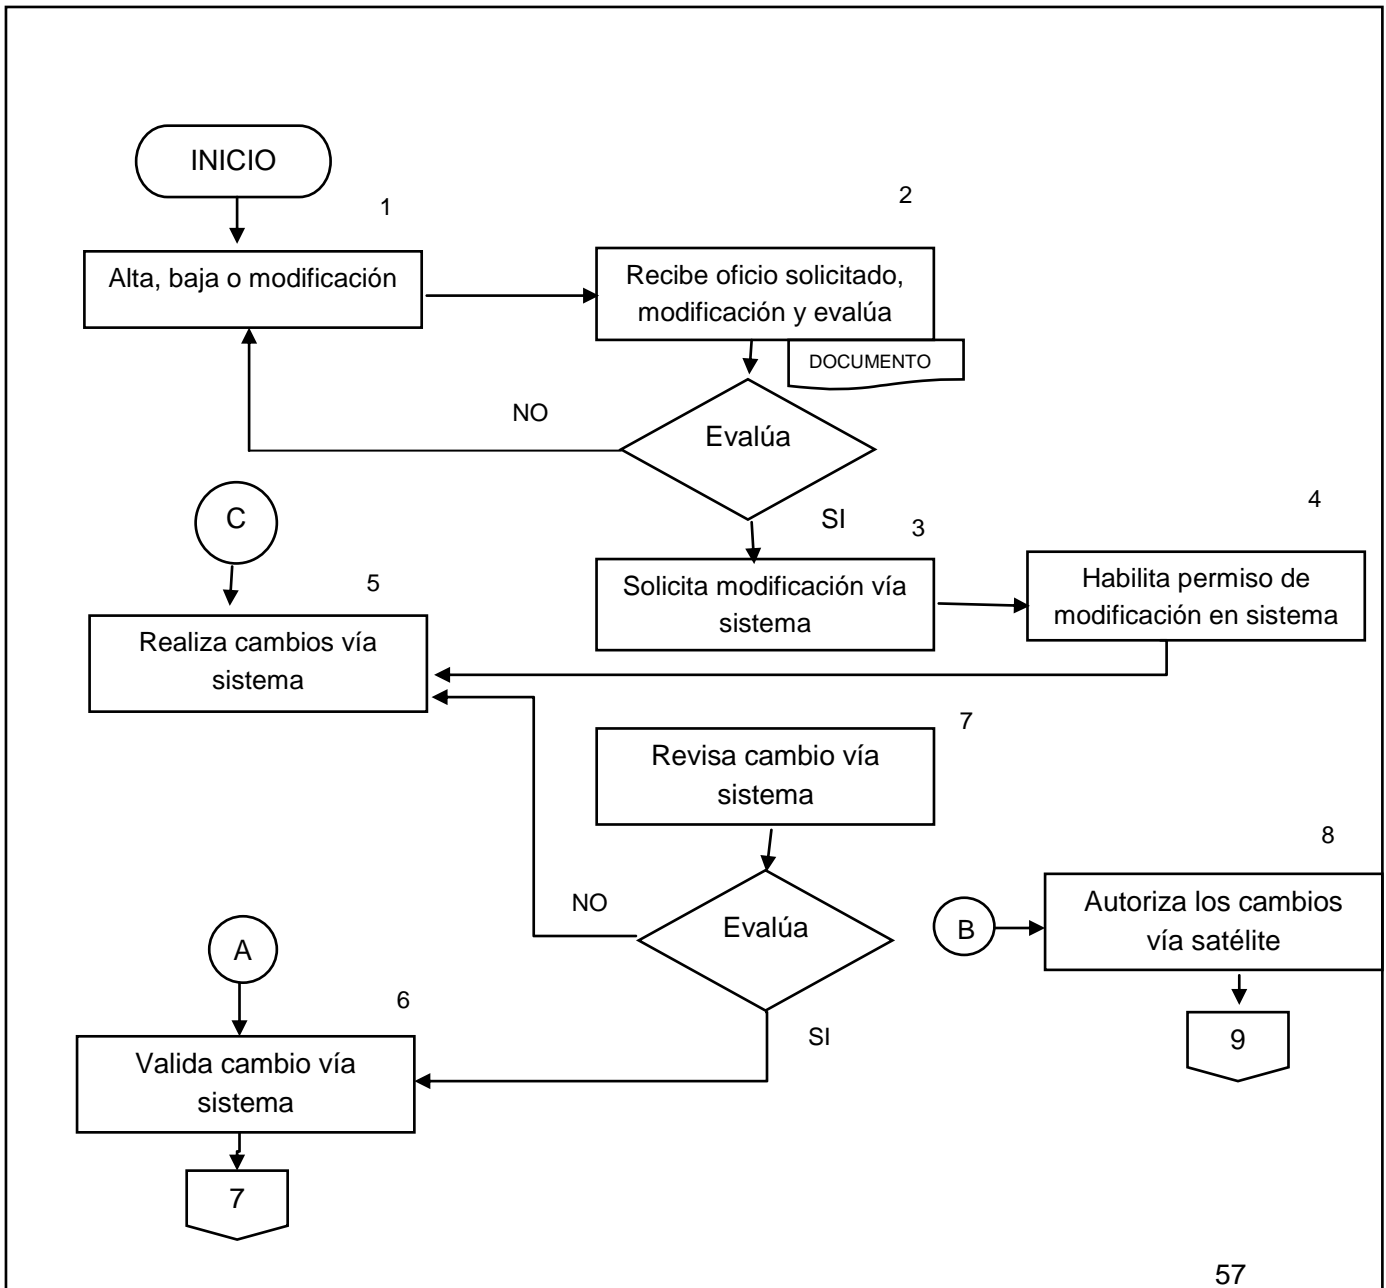 INICIO
1
Alta, baja o modificación
2
Recibe oficio solicitado,
modificación y evalúa
DOCUMENTO
NO
Evalúa
SI
3
Solicita modificación vía
sistema
4
Habilita permiso de
modificación en sistema
C
5
Realiza cambios vía
sistema
7
Revisa cambio vía
sistema
NO
Evalúa
SI
8
B
Autoriza los cambios
vía satélite
9
A
6
Valida cambio vía
sistema
7
57